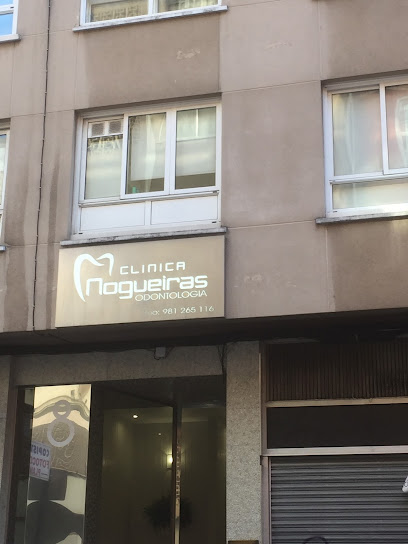 CLINICA
Nogueiras
ODONTOLOGIA
981 265 116